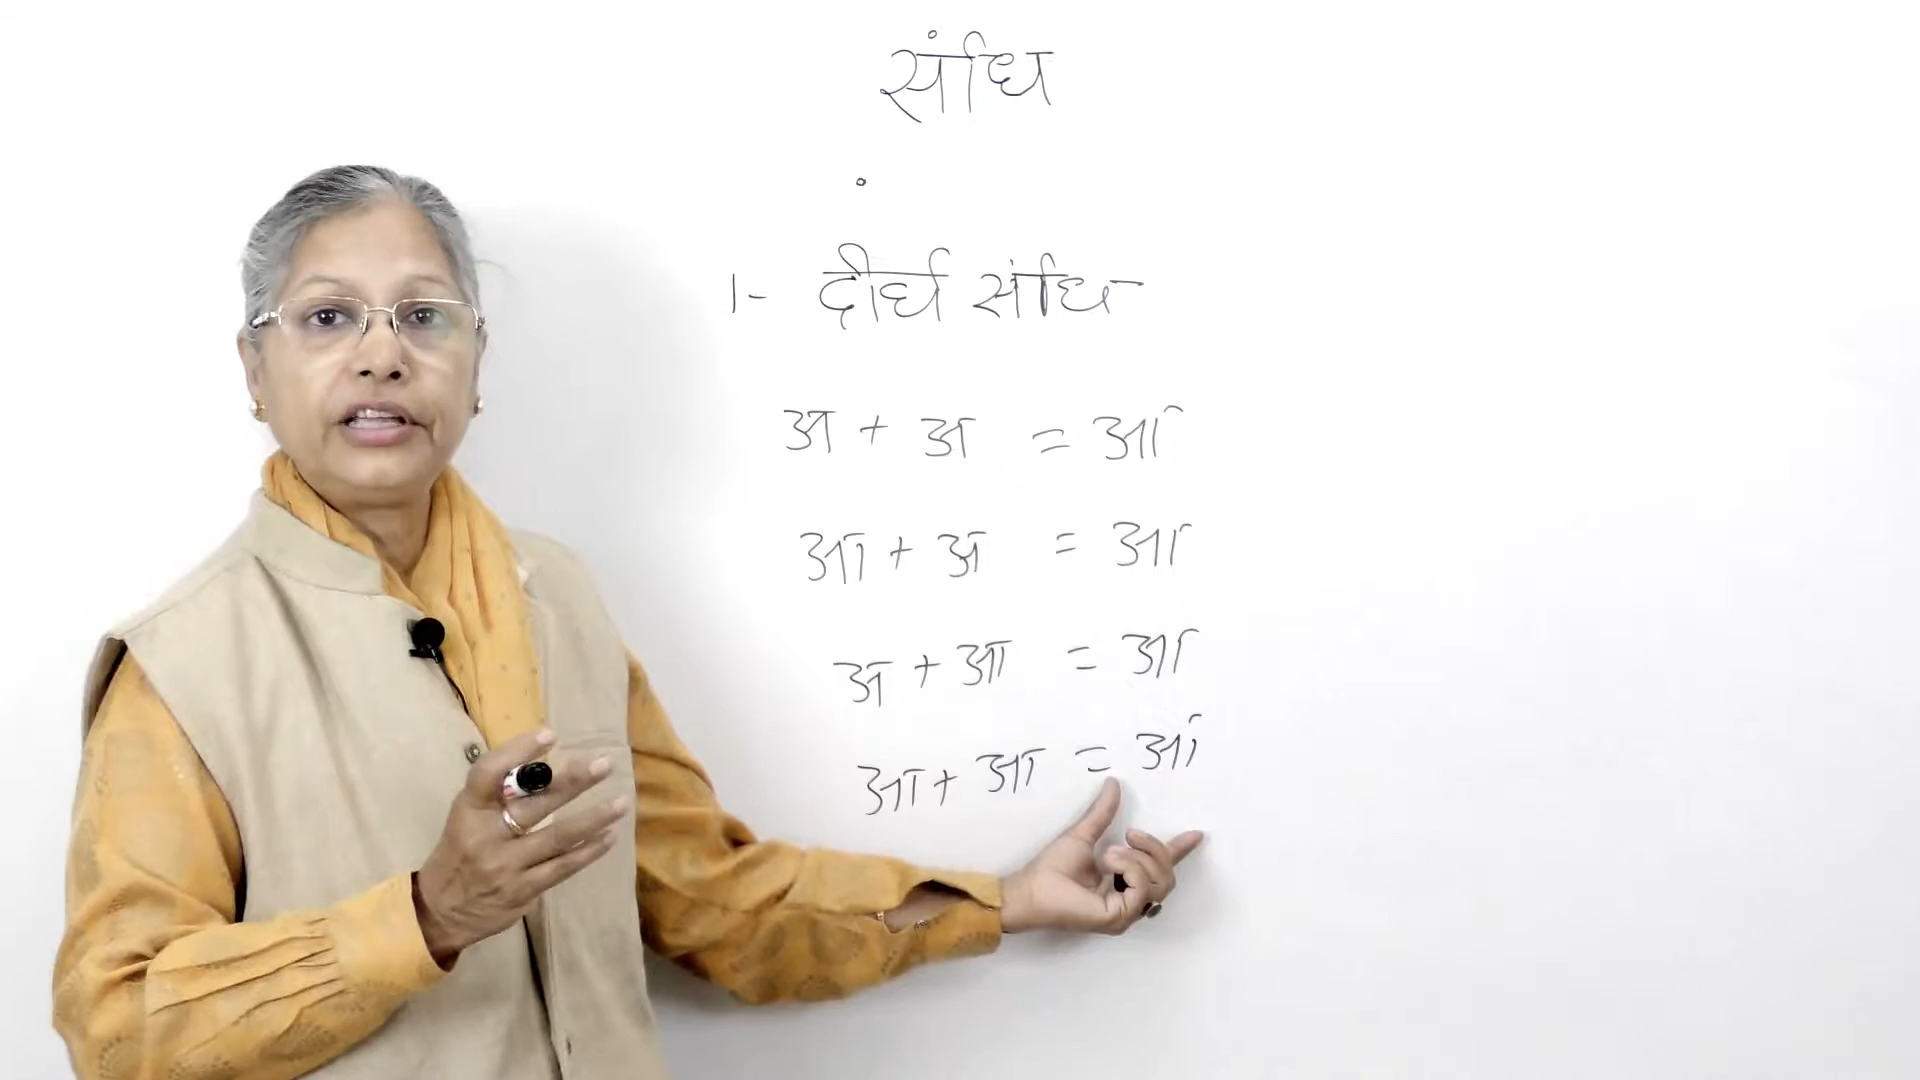 संधि
1- दीर्घ संधि
अ + अ = आ
आ + अ = आ
अ + आ = आ
आ + आ = आ